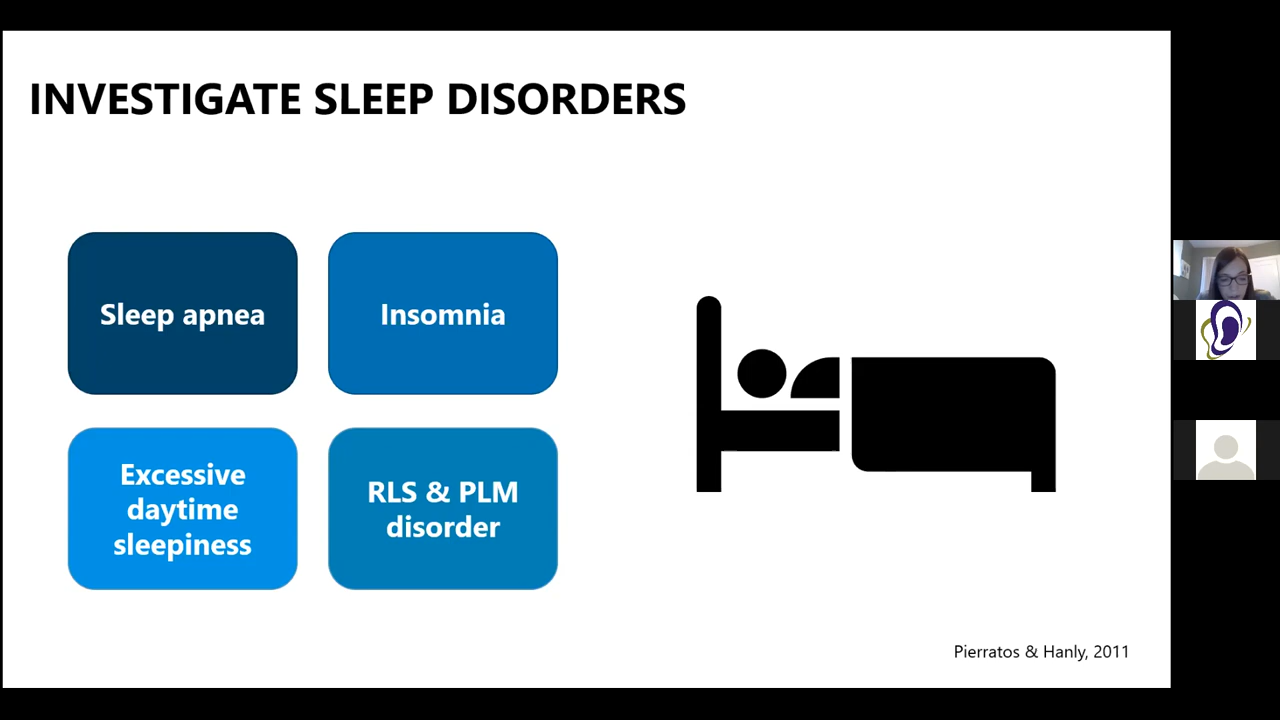 INVESTIGATE SLEEP DISORDERS
Sleep apnea
Insomnia
Excessive
daytime
sleepiness
RLS & PLM
disorder
Pierratos & Hanly, 2011